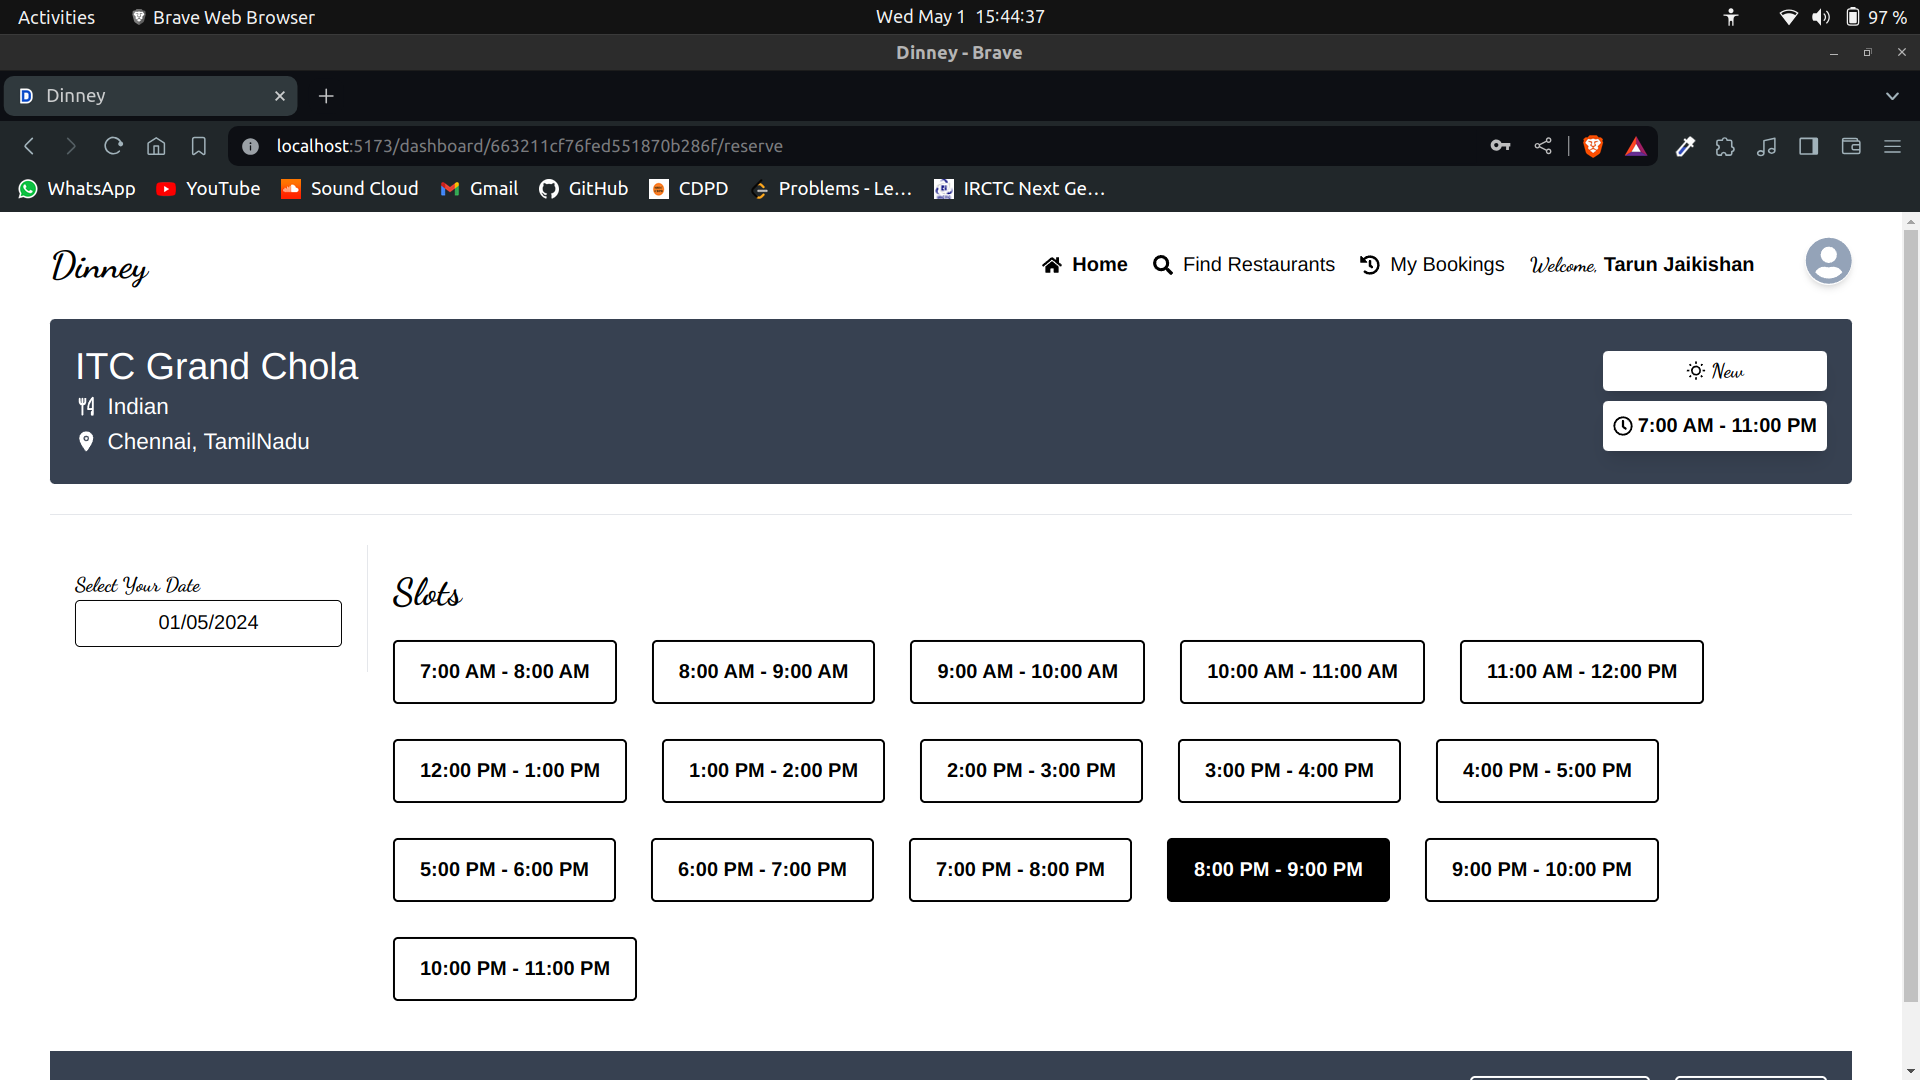 Activities Brave Web Browser Wed May 1 15:44:37 97 %
Dinney - Brave
Dinney
localhost:5173/dashboard/663211cf76fed551870b286f/reserve
WhatsApp YouTube Sound Cloud Gmail GitHub CDPD Problems - Le... IRCTC Next Ge...
Dinney Home Find Restaurants My Bookings Welcome, Tarun Jaikishan
ITC Grand Chola
Indian
Chennai, TamilNadu
New
7:00 AM - 11:00 PM
Select Your Date
01/05/2024
Slots
7:00 AM - 8:00 AM 8:00 AM - 9:00 AM 9:00 AM - 10:00 AM 10:00 AM - 11:00 AM 11:00 AM - 12:00 PM
12:00 PM - 1:00 PM 1:00 PM - 2:00 PM 2:00 PM - 3:00 PM 3:00 PM - 4:00 PM 4:00 PM - 5:00 PM
5:00 PM - 6:00 PM 6:00 PM - 7:00 PM 7:00 PM - 8:00 PM 8:00 PM - 9:00 PM 9:00 PM - 10:00 PM
10:00 PM - 11:00 PM